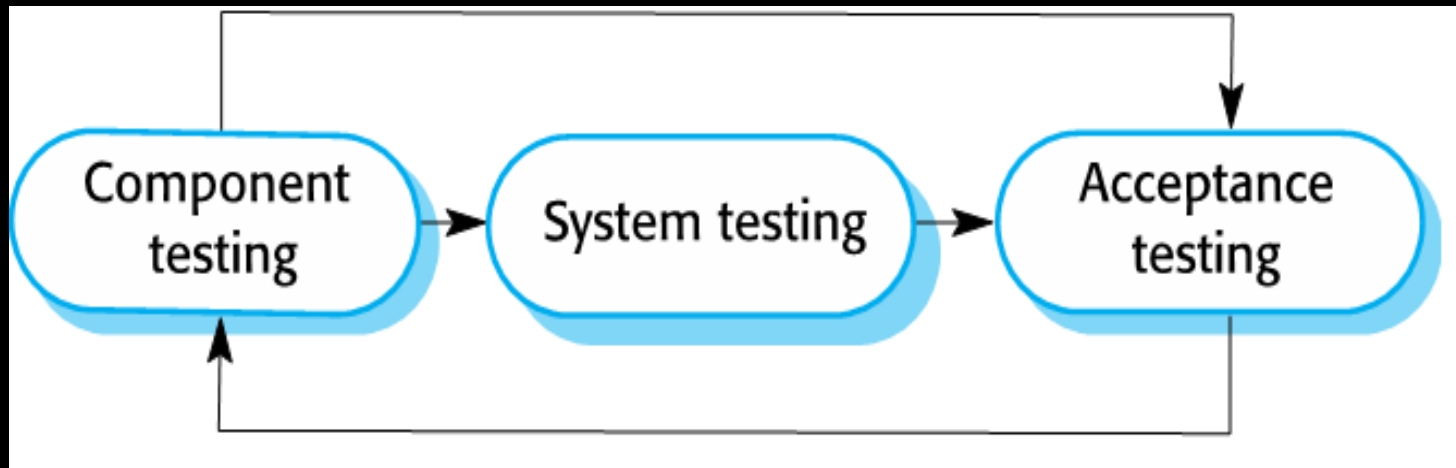 Component
testing
System testing
Acceptance
testing